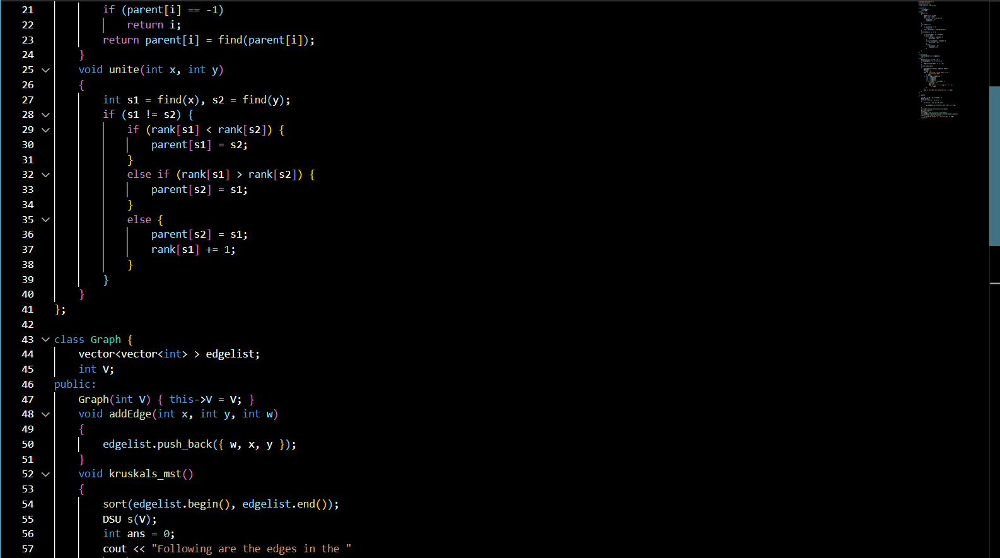 21 if (parent[i] == -1)
22 return i;
23 return parent[i] = find(parent[i]);
24 }
25 void unite(int x, int y)
26 {
27 int s1 = find(x), s2 = find(y);
28 if (s1 != s2) {
29 if (rank[s1] < rank[s2]) {
30 parent[s1] = s2;
31 }
32 else if (rank[s1] > rank[s2]) {
33 parent[s2] = s1;
34 }
35 else {
36 parent[s2] = s1;
37 rank[s1] += 1;
38 }
39 }
40 }
41 };
42
43 class Graph {
44 vector<vector<int> > edgelist;
45 int V;
46 public:
47 Graph(int V) { this->V = V; }
48 void addEdge(int x, int y, int w)
49 {
50 edgelist.push_back({ w, x, y });
51 }
52 void kruskals_mst()
53 {
54 sort(edgelist.begin(), edgelist.end());
55 DSU s(V);
56 int ans = 0;
57 cout << "Following are the edges in the "